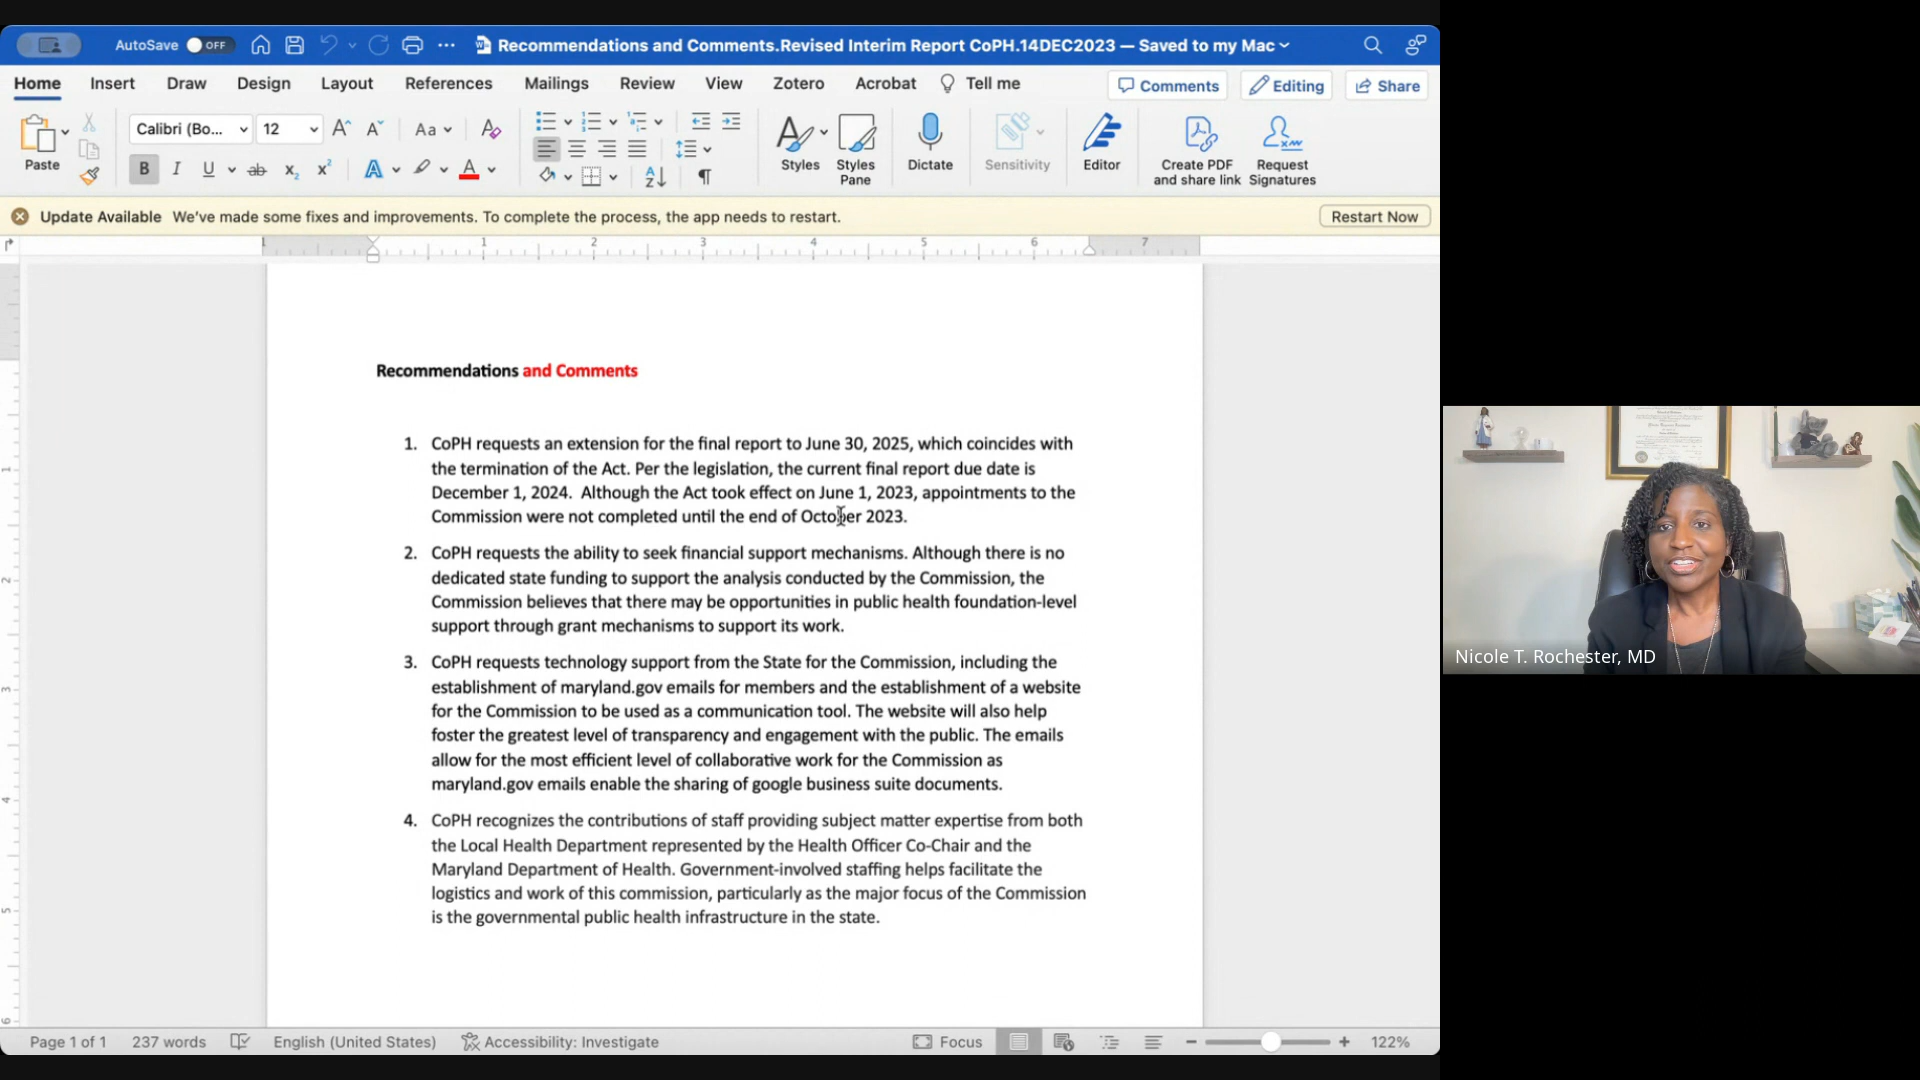 AutoSave OFF Recommendations and Comments.Revised Interim Report CoPH.14DEC2023 — Saved to my Mac
Home Insert Draw Design Layout References Mailings Review View Zotero Acrobat Tell me Comments Editing Share
Paste Calibri (Bo... 12 Aa Styles Styles Pane Dictate Sensitivity Editor Create PDF and share link Request Signatures
Update Available We've made some fixes and improvements. To complete the process, the app needs to restart. Restart Now
1 1 2 3 4 5 6 7
Recommendations and Comments
1. CoPH requests an extension for the final report to June 30, 2025, which coincides with
the termination of the Act. Per the legislation, the current final report due date is
December 1, 2024. Although the Act took effect on June 1, 2023, appointments to the
Commission were not completed until the end of October 2023.
2. CoPH requests the ability to seek financial support mechanisms. Although there is no
dedicated state funding to support the analysis conducted by the Commission, the
Commission believes that there may be opportunities in public health foundation-level
support through grant mechanisms to support its work.
3. CoPH requests technology support from the State for the Commission, including the
establishment of maryland.gov emails for members and the establishment of a website
for the Commission to be used as a communication tool. The website will also help
foster the greatest level of transparency and engagement with the public. The emails
allow for the most efficient level of collaborative work for the Commission as
maryland.gov emails enable the sharing of google business suite documents.
4. CoPH recognizes the contributions of staff providing subject matter expertise from both
the Local Health Department represented by the Health Officer Co-Chair and the
Maryland Department of Health. Government-involved staffing helps facilitate the
logistics and work of this commission, particularly as the major focus of the Commission
is the governmental public health infrastructure in the state.
Page 1 of 1 237 words English (United States) Accessibility: Investigate Focus 122%
Nicole T. Rochester, MD